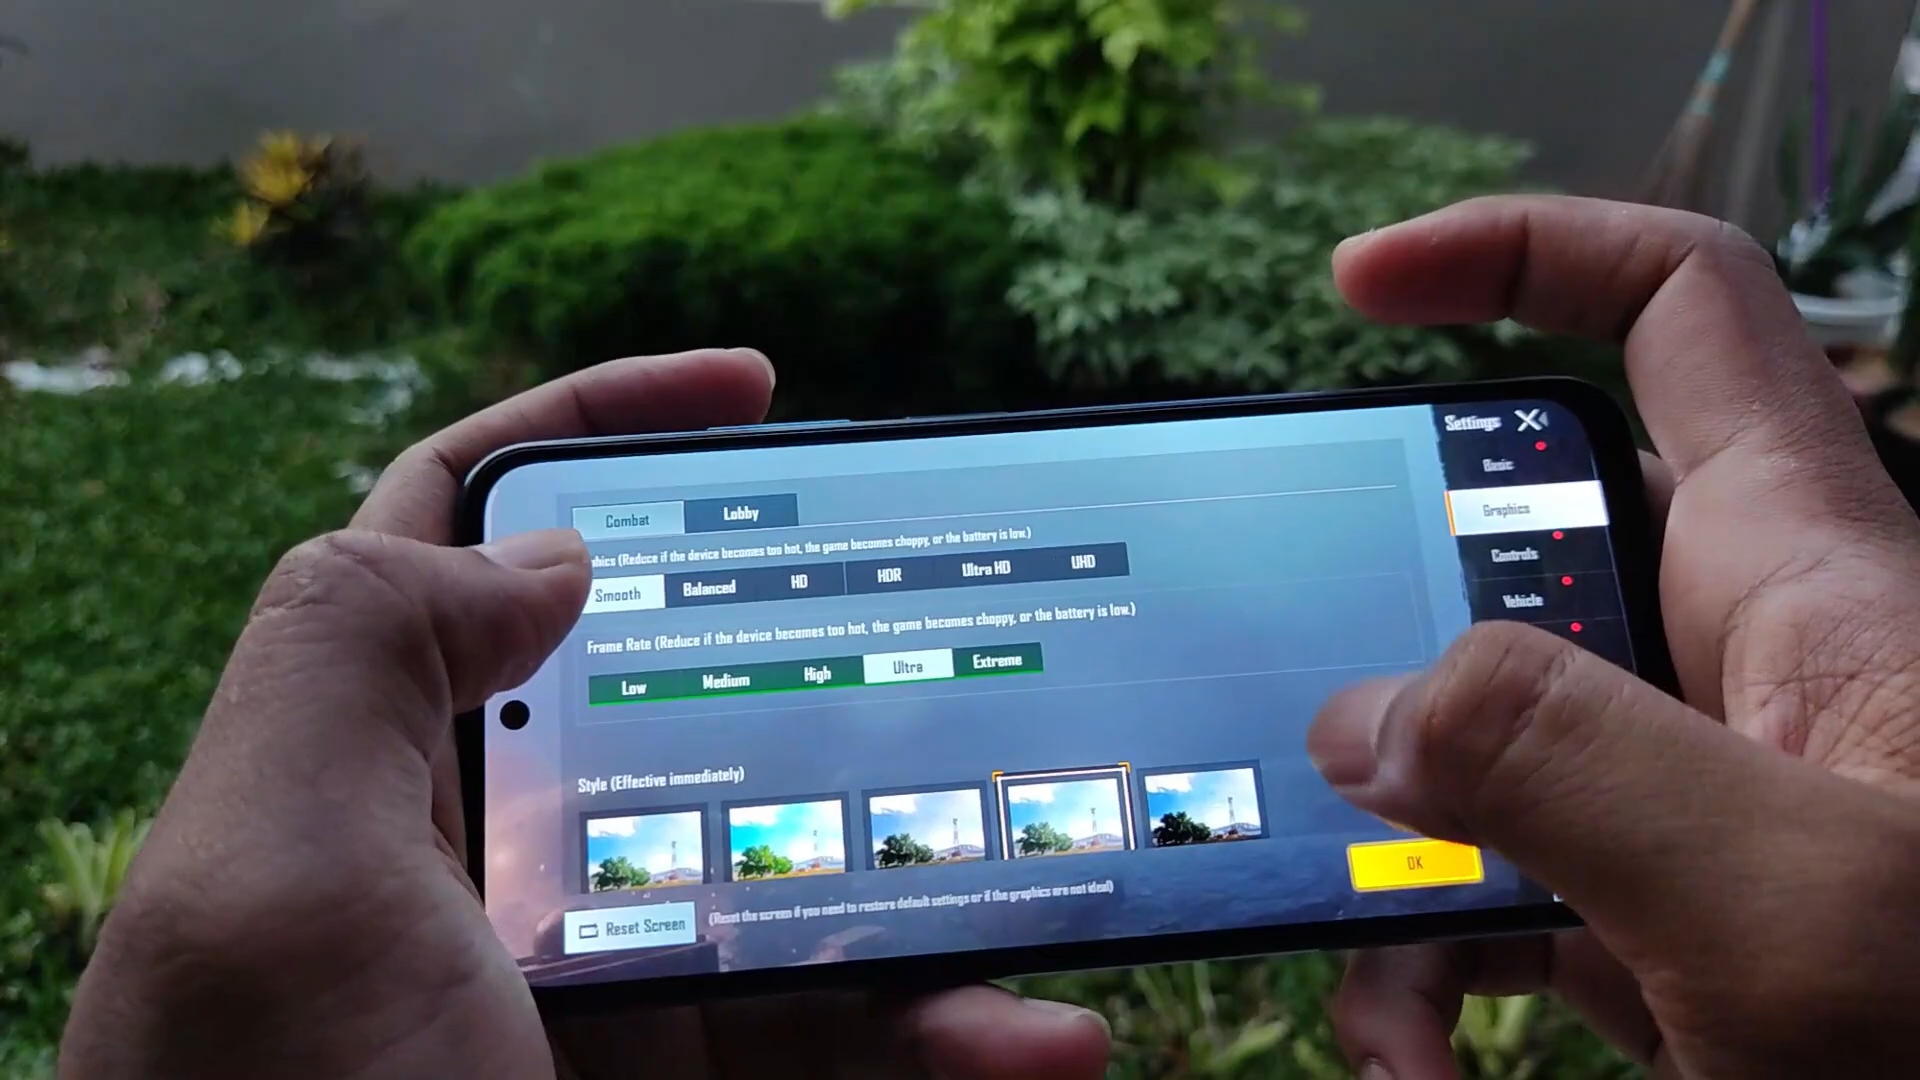 Settings
Basic
Graphics
Controls
Vehicle
Combat Lobby
phics (Reduce if the device becomes too hot, the game becomes choppy, or the battery is low.)
Smooth Balanced HD HDR Ultra HD UHD
Frame Rate (Reduce if the device becomes too hot, the game becomes choppy, or the battery is low.)
Low Medium High Ultra Extreme
Style (Effective immediately)
OK
Reset Screen (Reset the screen if you need to restore default settings or if the graphics are not ideal)